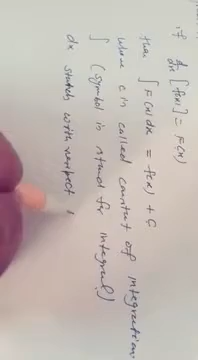 if d/dx [f(x)] = F(x)
then ∫ F(x) dx = f(x) + C
where c is called constant of integration
∫ (symbol is stand for integral)
dx stands with respect